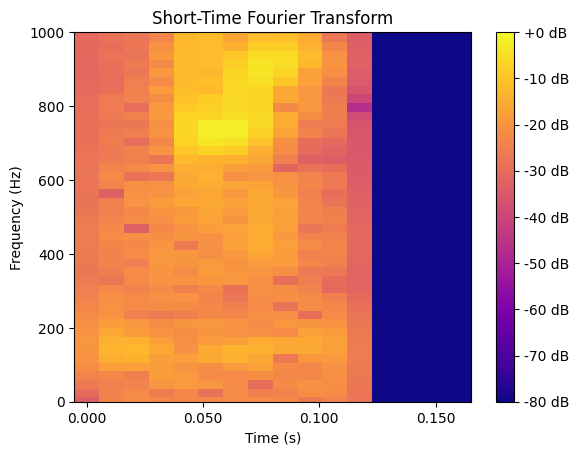 Short-Time Fourier Transform
Frequency (Hz)
1000
800
600
400
200
0
0.000
0.050
0.100
0.150
Time (s)
+0 dB
-10 dB
-20 dB
-30 dB
-40 dB
-50 dB
-60 dB
-70 dB
-80 dB